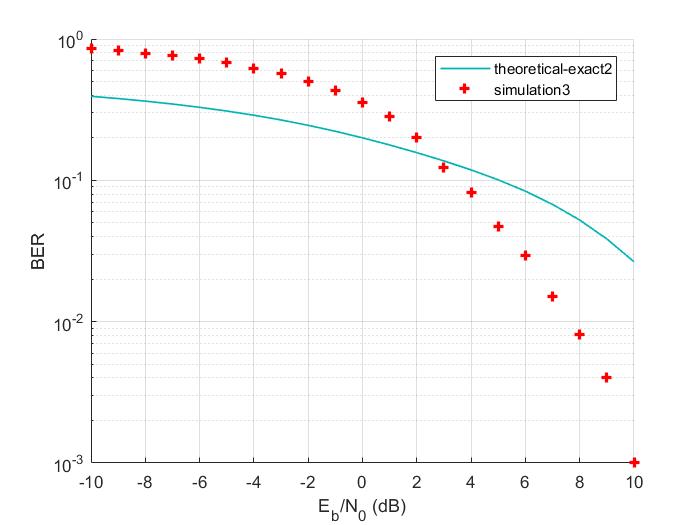 10^0
10^-1
10^-2
10^-3
BER
theoretical-exact2
simulation3
-10 -8 -6 -4 -2 0 2 4 6 8 10
E_b/N_0 (dB)